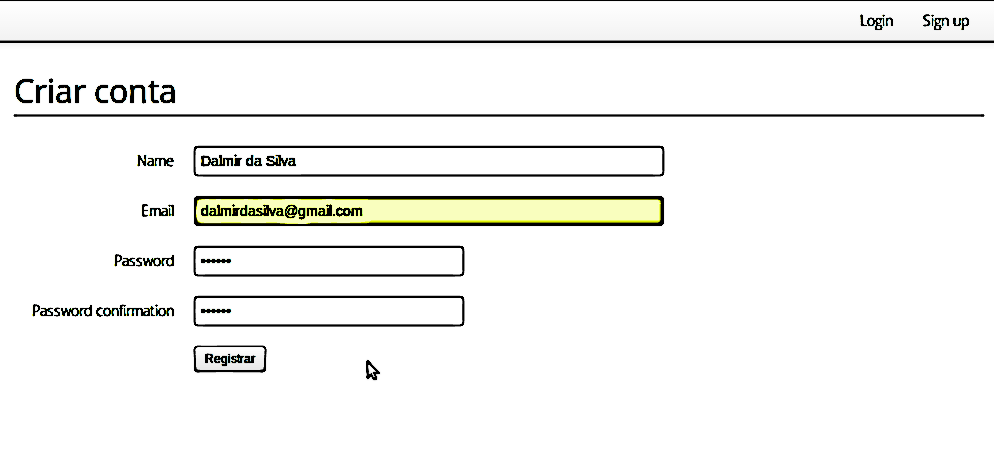 Login Sign up
Criar conta
Name Dalmir da Silva
Email dalmirdasilva@gmail.com
Password ••••••
Password confirmation ••••••
Registrar